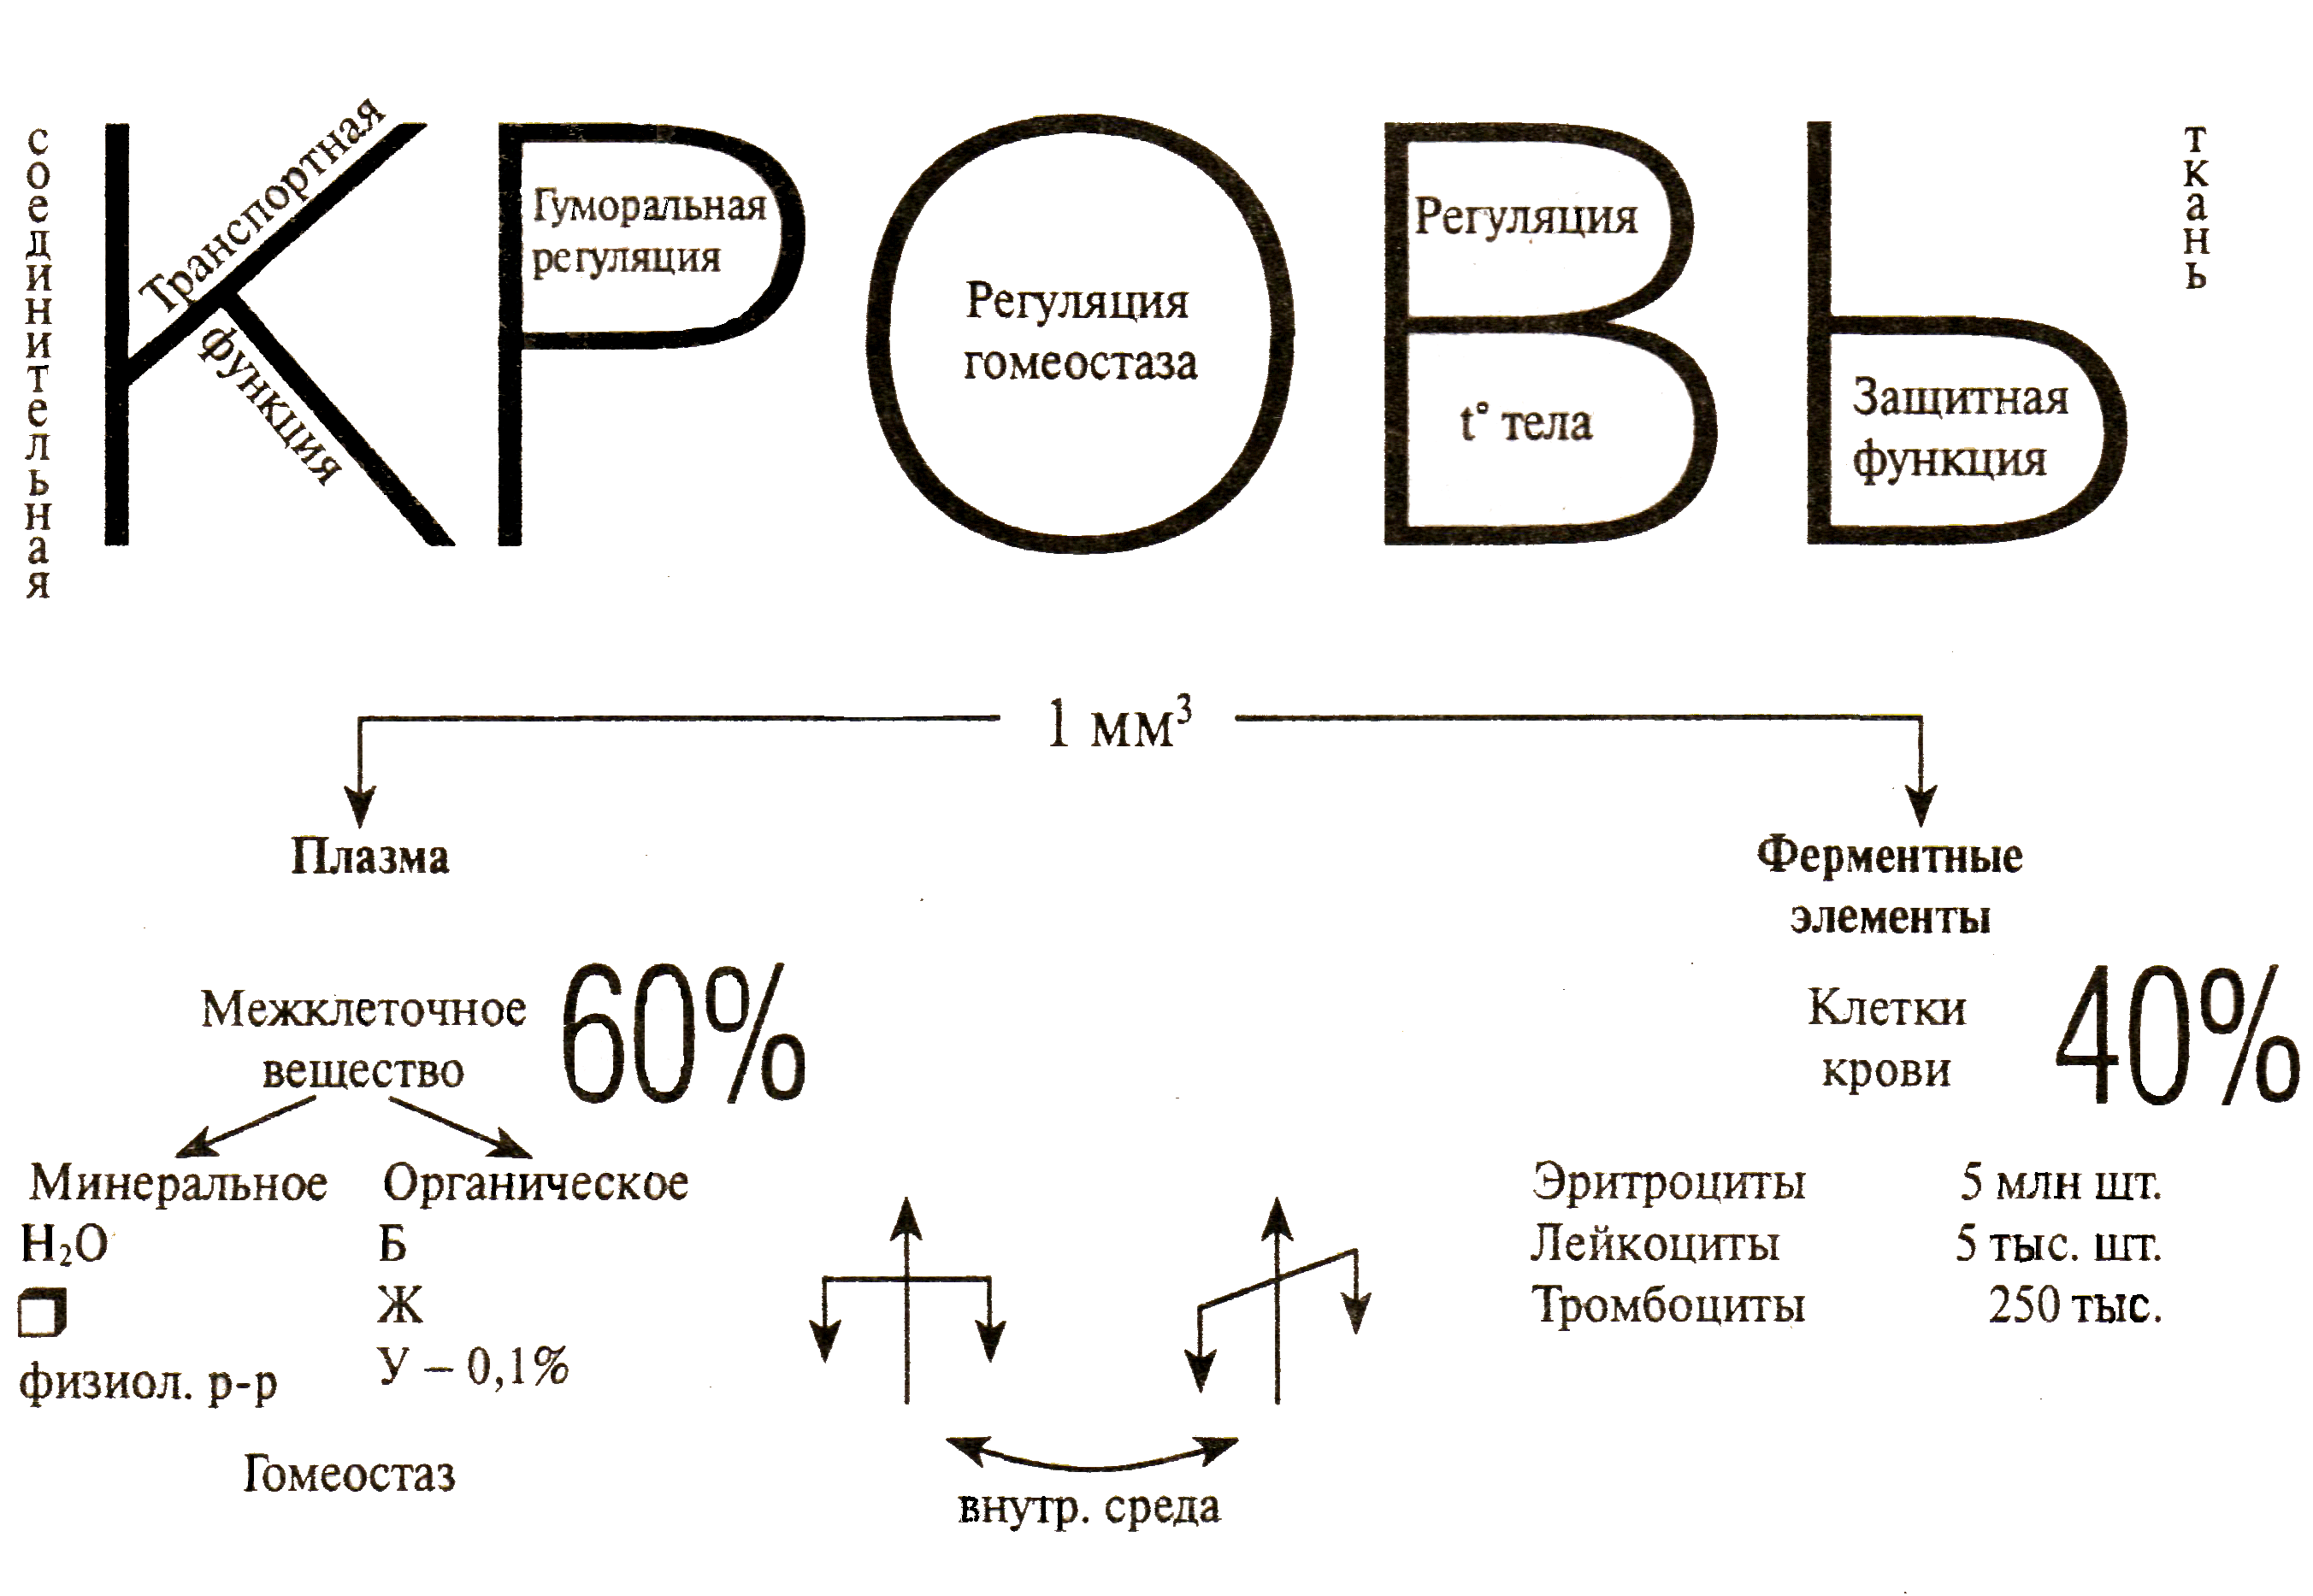 соединительная
КРОВЬ
ткань
Транспортная
функция
Гуморальная
регуляция
Регуляция
гомеостаза
Регуляция
t° тела
Защитная
функция
1 мм³
Плазма
Ферментные
элементы
Межклеточное
вещество
60%
Клетки
крови
40%
Минеральное
Органическое
H₂O
Б
Ж
У – 0,1%
физиол. р-р
Гомеостаз
внутр. среда
Эритроциты 5 млн шт.
Лейкоциты 5 тыс. шт.
Тромбоциты 250 тыс.